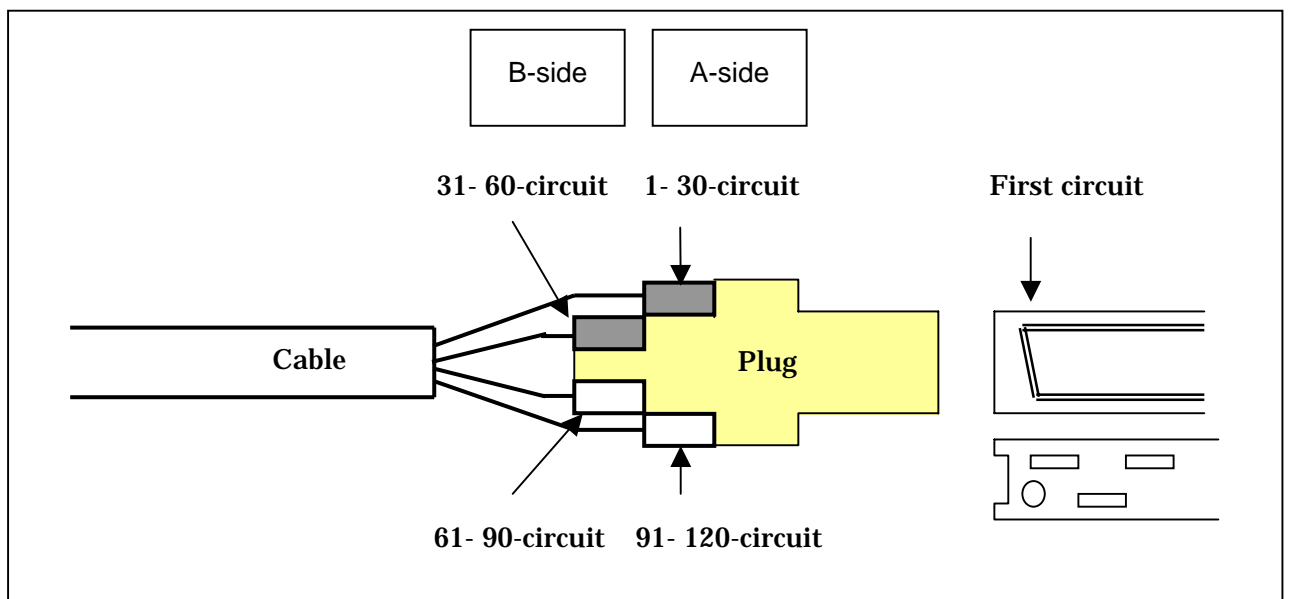 B-side
A-side
31- 60-circuit
1- 30-circuit
First circuit
Cable
Plug
61- 90-circuit
91- 120-circuit